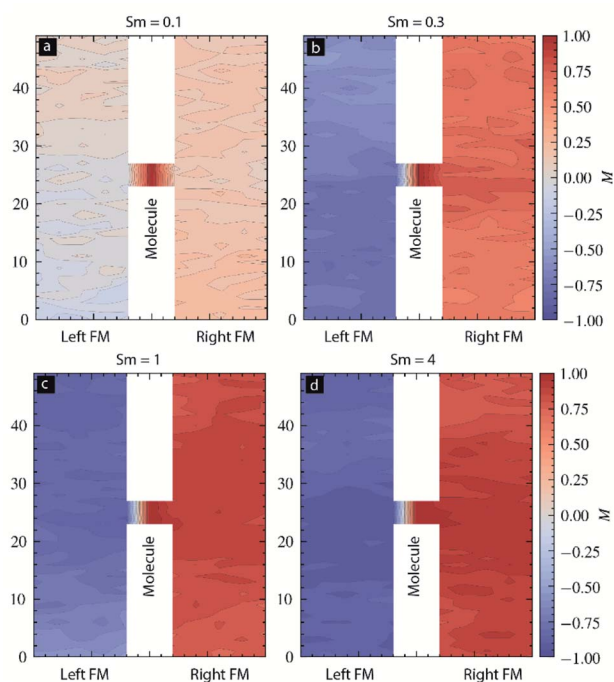 Sm = 0.1
Sm = 0.3
a
b
40
30
20
10
0
Molecule
Molecule
1.00
0.75
0.50
0.25
0.00
−0.25
−0.50
−0.75
−1.00
M
Left FM
Right FM
Left FM
Right FM
Sm = 1
Sm = 4
c
d
40
30
20
10
0
Molecule
Molecule
1.00
0.75
0.50
0.25
0.00
−0.25
−0.50
−0.75
−1.00
M
Left FM
Right FM
Left FM
Right FM